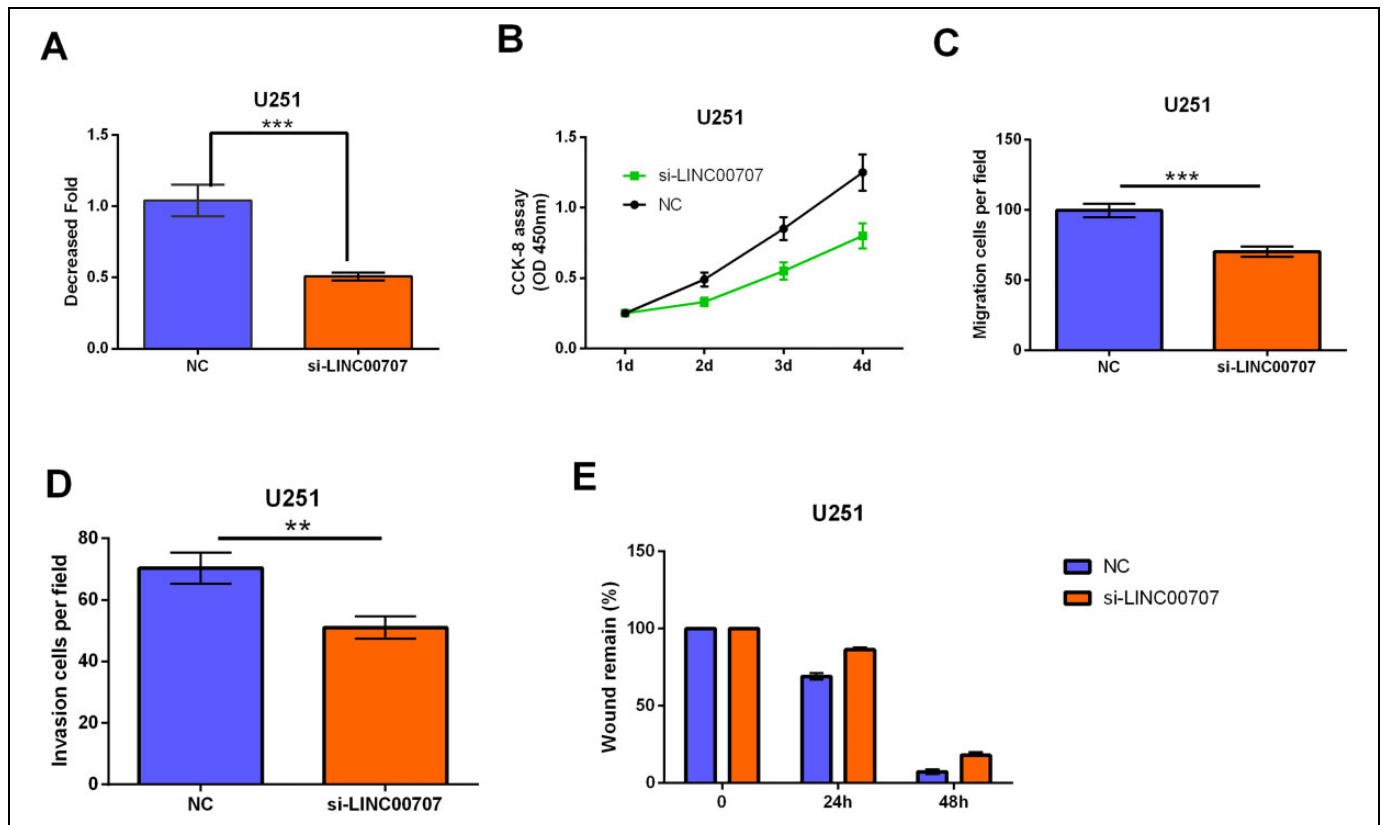 A
U251
***
Decreased Fold
1.5
1.0
0.5
0.0
NC
si-LINC00707
B
U251
CCK-8 assay
(OD 450nm)
1.5
1.0
0.5
0.0
si-LINC00707
NC
1d
2d
3d
4d
C
U251
***
Migration cells per field
150
100
50
0
NC
si-LINC00707
D
U251
**
Invasion cells per field
80
60
40
20
0
NC
si-LINC00707
E
U251
Wound remain (%)
150
100
50
0
0
24h
48h
NC
si-LINC00707